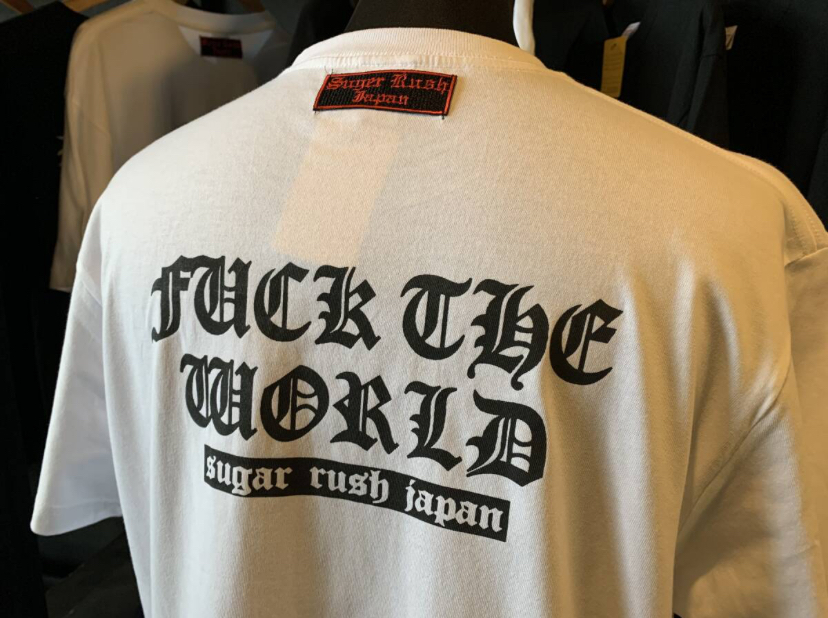 Suger Rush
Japan
FUCK THE
WORLD
sugar rush japan